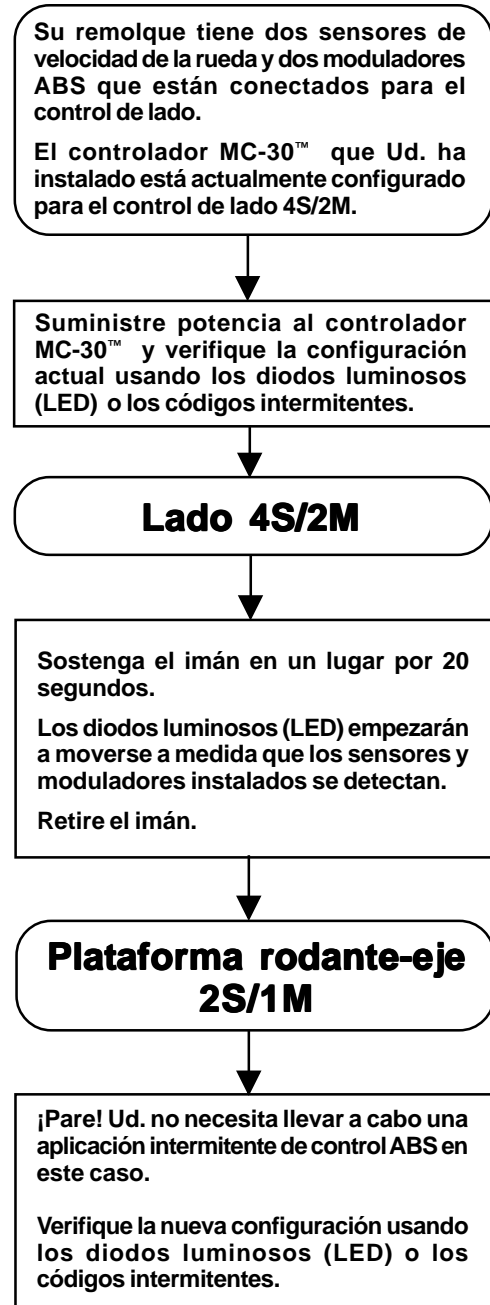 Su remolque tiene dos sensores de
velocidad de la rueda y dos moduladores
ABS que están conectados para el
control de lado.
El controlador MC-30™ que Ud. ha
instalado está actualmente configurado
para el control de lado 4S/2M.
Suministre potencia al controlador
MC-30™ y verifique la configuración
actual usando los diodos luminosos
(LED) o los códigos intermitentes.
Lado 4S/2M
Sostenga el imán en un lugar por 20
segundos.
Los diodos luminosos (LED) empezarán
a moverse a medida que los sensores y
moduladores instalados se detectan.
Retire el imán.
Plataforma rodante-eje
2S/1M
¡Pare! Ud. no necesita llevar a cabo una
aplicación intermitente de control ABS en
este caso.
Verifique la nueva configuración usando
los diodos luminosos (LED) o los
códigos intermitentes.